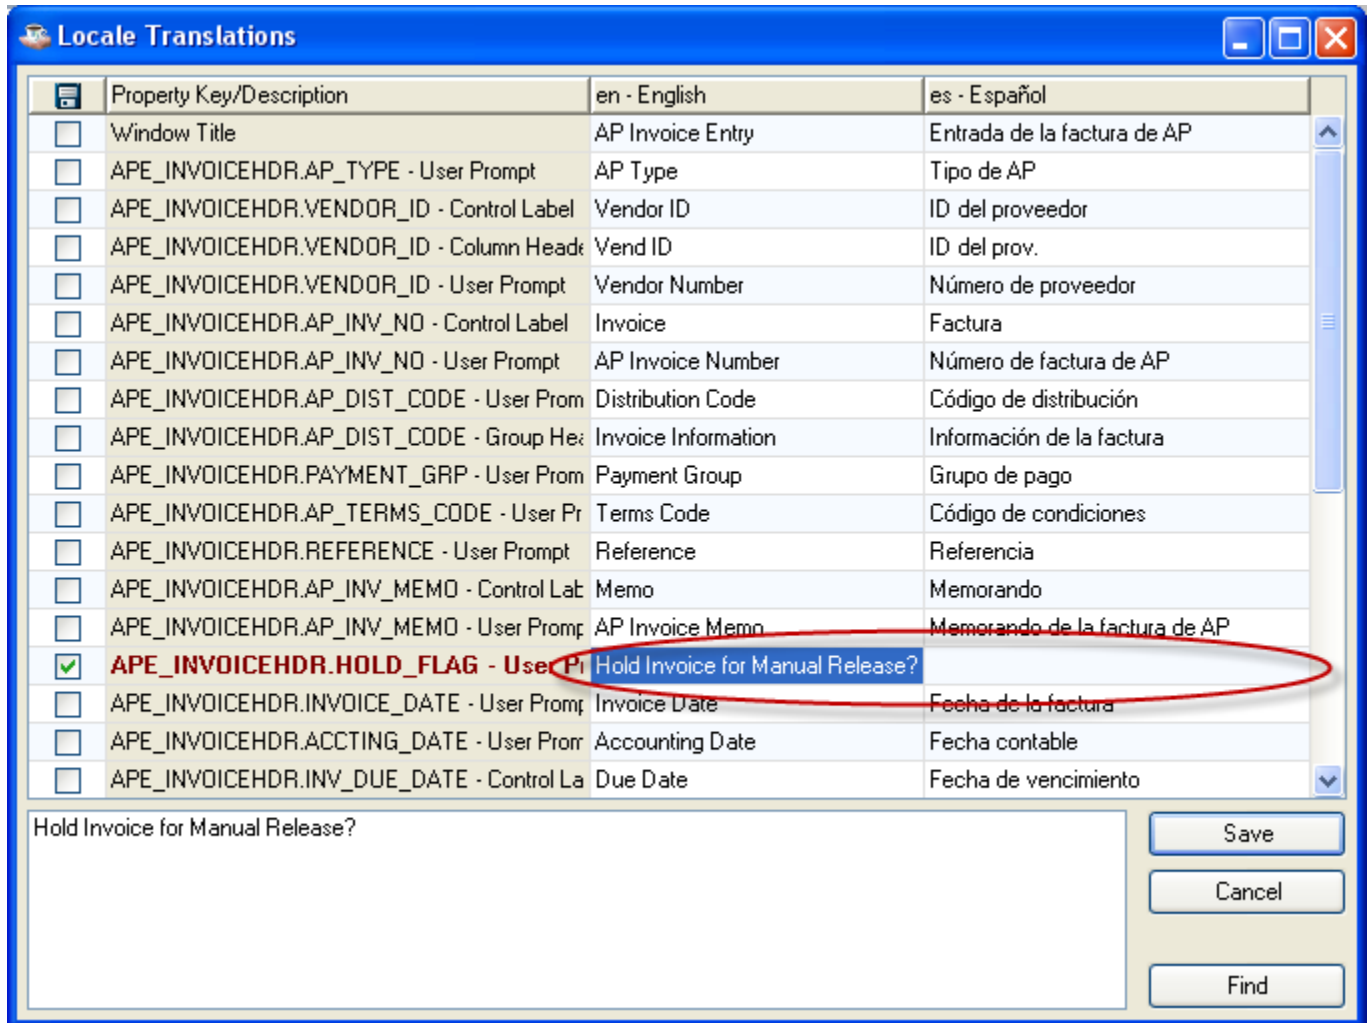 Locale Translations
Property Key/Description en - English es - Español
Window Title AP Invoice Entry Entrada de la factura de AP
APE_INVOICEHDR.AP_TYPE - User Prompt AP Type Tipo de AP
APE_INVOICEHDR.VENDOR_ID - Control Label Vendor ID ID del proveedor
APE_INVOICEHDR.VENDOR_ID - Column Heade Vend ID ID del prov.
APE_INVOICEHDR.VENDOR_ID - User Prompt Vendor Number Número de proveedor
APE_INVOICEHDR.AP_INV_NO - Control Label Invoice Factura
APE_INVOICEHDR.AP_INV_NO - User Prompt AP Invoice Number Número de factura de AP
APE_INVOICEHDR.AP_DIST_CODE - User Prom Distribution Code Código de distribución
APE_INVOICEHDR.AP_DIST_CODE - Group Hea Invoice Information Información de la factura
APE_INVOICEHDR.PAYMENT_GRP - User Prom Payment Group Grupo de pago
APE_INVOICEHDR.AP_TERMS_CODE - User Pr Terms Code Código de condiciones
APE_INVOICEHDR.REFERENCE - User Prompt Reference Referencia
APE_INVOICEHDR.AP_INV_MEMO - Control Lab Memo Memorando
APE_INVOICEHDR.AP_INV_MEMO - User Promp AP Invoice Memo Memorando de la factura de AP
APE_INVOICEHDR.HOLD_FLAG - User Pr Hold Invoice for Manual Release?
APE_INVOICEHDR.INVOICE_DATE - User Promp Invoice Date Fecha de la factura
APE_INVOICEHDR.ACCTING_DATE - User Prom Accounting Date Fecha contable
APE_INVOICEHDR.INV_DUE_DATE - Control La Due Date Fecha de vencimiento
Hold Invoice for Manual Release?
Save
Cancel
Find